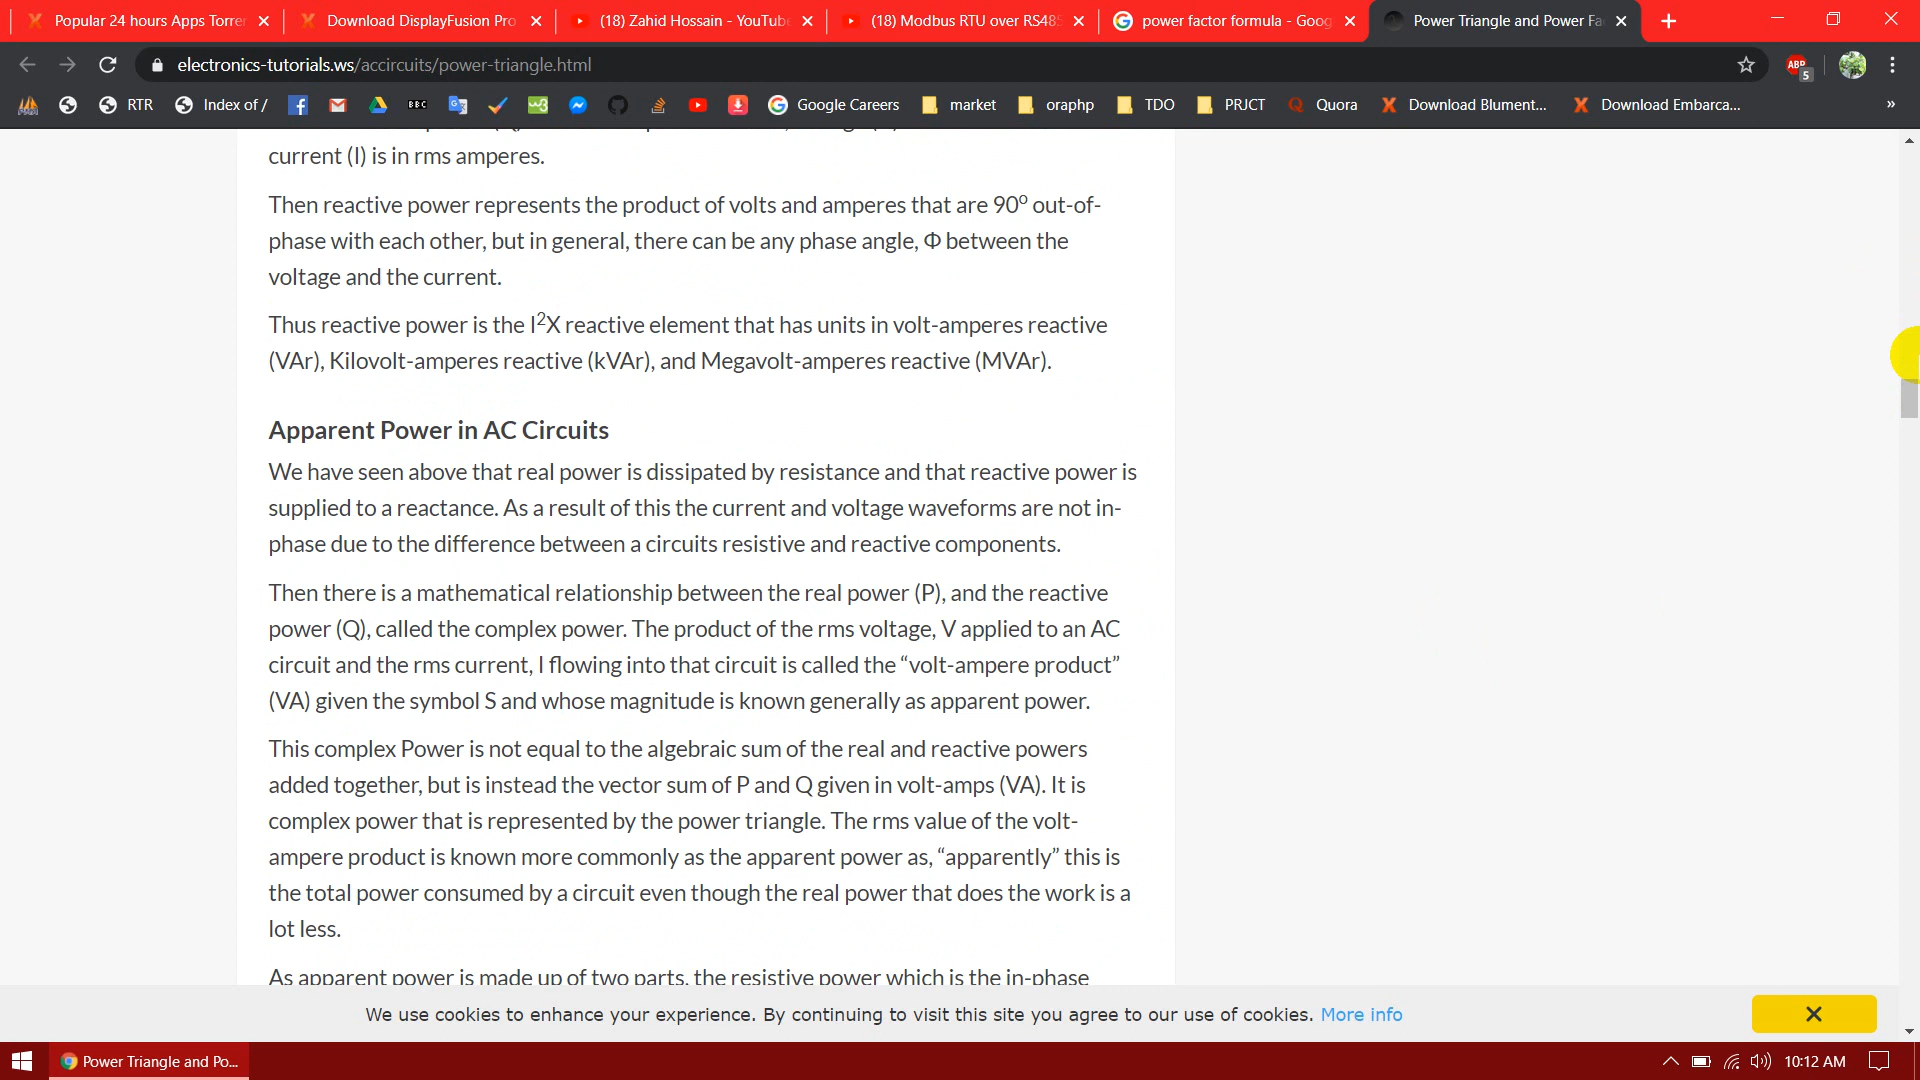 Popular 24 hours Apps Torrer
Download DisplayFusion Pro
(18) Zahid Hossain - YouTube
(18) Modbus RTU over RS485
power factor formula - Goog
Power Triangle and Power Fa
electronics-tutorials.ws/accircuits/power-triangle.html
ABP
5
RTR
Index of /
BBC
Google Careers
market
oraphp
TDO
PRJCT
Quora
Download Blument...
Download Embarca...
»
current (I) is in rms amperes.
Then reactive power represents the product of volts and amperes that are 90º out-of-
phase with each other, but in general, there can be any phase angle, Φ between the
voltage and the current.
Thus reactive power is the I²X reactive element that has units in volt-amperes reactive
(VAr), Kilovolt-amperes reactive (kVAr), and Megavolt-amperes reactive (MVAr).
Apparent Power in AC Circuits
We have seen above that real power is dissipated by resistance and that reactive power is
supplied to a reactance. As a result of this the current and voltage waveforms are not in-
phase due to the difference between a circuits resistive and reactive components.
Then there is a mathematical relationship between the real power (P), and the reactive
power (Q), called the complex power. The product of the rms voltage, V applied to an AC
circuit and the rms current, I flowing into that circuit is called the “volt-ampere product”
(VA) given the symbol S and whose magnitude is known generally as apparent power.
This complex Power is not equal to the algebraic sum of the real and reactive powers
added together, but is instead the vector sum of P and Q given in volt-amps (VA). It is
complex power that is represented by the power triangle. The rms value of the volt-
ampere product is known more commonly as the apparent power as, “apparently” this is
the total power consumed by a circuit even though the real power that does the work is a
lot less.
As apparent power is made up of two parts, the resistive power which is the in-phase
We use cookies to enhance your experience. By continuing to visit this site you agree to our use of cookies. More info
Power Triangle and Po...
10:12 AM